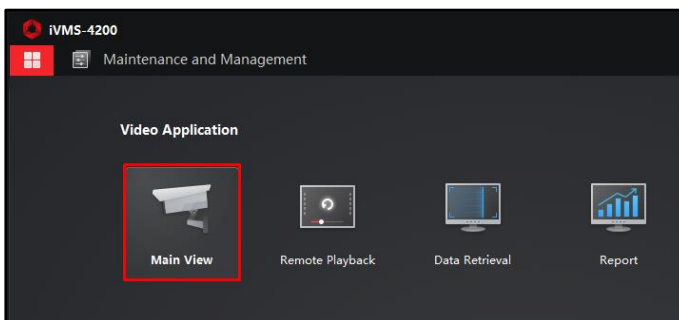 iVMS-4200
Maintenance and Management
Video Application
Main View
Remote Playback
Data Retrieval
Report